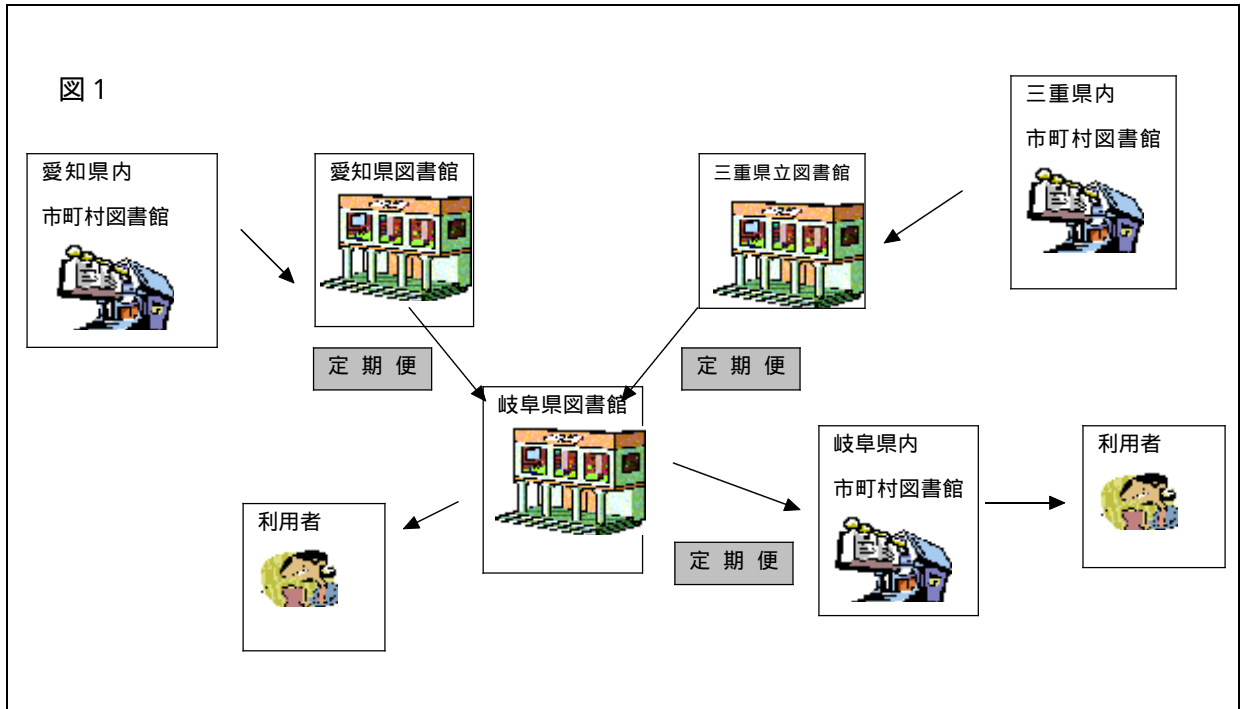 図1
三重県内
市町村図書館
愛知県内
市町村図書館
愛知県図書館
三重県立図書館
定期便
定期便
岐阜県図書館
岐阜県内
市町村図書館
利用者
利用者
定期便